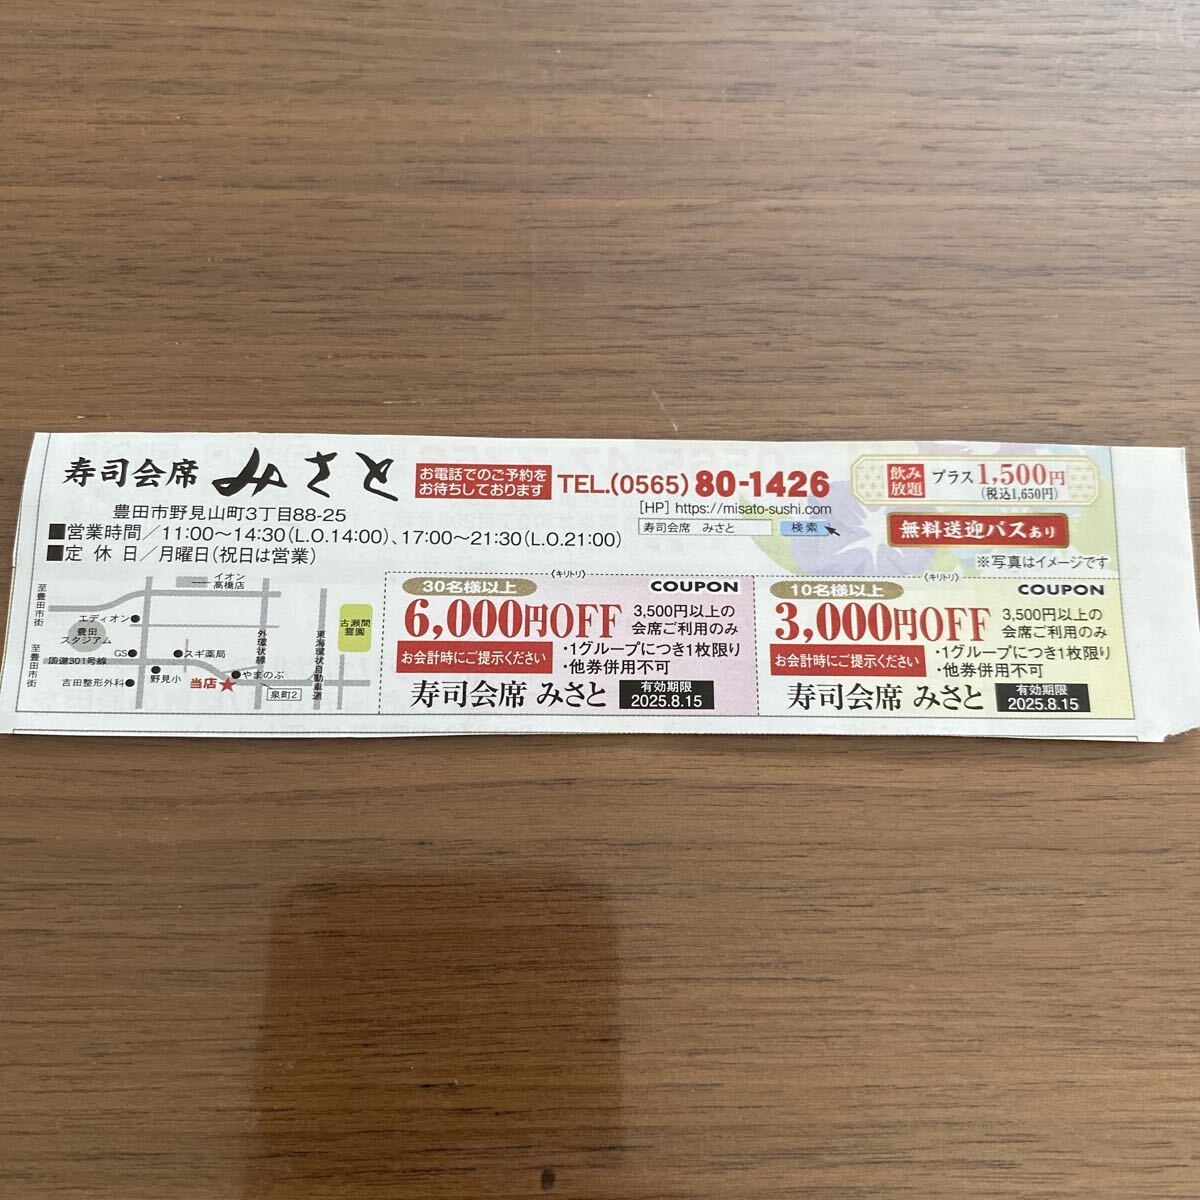 寿司会席 みさと
お電話でのご予約を
お待ちしております
TEL.(0565)80-1426
[HP] https://misato-sushi.com
寿司会席 みさと 検索
飲み
放題
プラス1,500円
(税込1,650円)
無料送迎バスあり
※写真はイメージです
豊田市野見山町3丁目88-25
■営業時間／11:00〜14:30(L.O.14:00)、17:00〜21:30(L.O.21:00)
■定休日／月曜日(祝日は営業)
至豊田市街
至豊田市街
イオン
高橋店
エディオン
豊田
スタジアム
GS
国道301号線
吉田整形外科
スギ薬局
野見小
当店
やまのぶ
外環状線
泉町2
東海環状自動車道
古瀬間
霊園
〈キリトリ〉
30名様以上
COUPON
6,000円OFF
3,500円以上の
会席ご利用のみ
お会計時にご提示ください
・1グループにつき1枚限り
・他券併用不可
寿司会席 みさと
有効期限
2025.8.15
〈キリトリ〉
10名様以上
COUPON
3,000円OFF
3,500円以上の
会席ご利用のみ
お会計時にご提示ください
・1グループにつき1枚限り
・他券併用不可
寿司会席 みさと
有効期限
2025.8.15